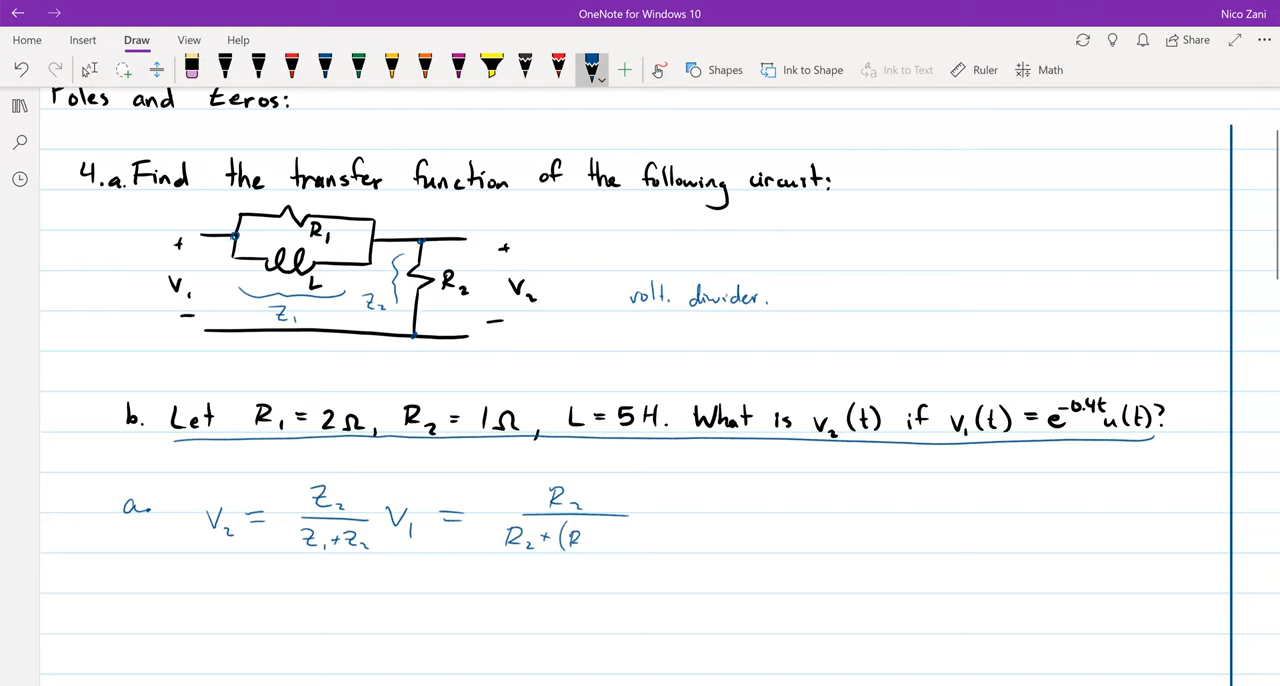 OneNote for Windows 10
Nico Zani
Home Insert Draw View Help
Share
Shapes Ink to Shape Ink to Text Ruler Math
Poles and Zeros:
4.a. Find the transfer function of the following circuit:
R₁
L
Z₁
+ V₁ −
Z₂
R₂
+ V₂ −
volt. divider.
b. Let R₁ = 2Ω, R₂ = 1Ω, L = 5 H. What is v₂(t) if v₁(t) = e^-0.4t u(t)?
a. V₂ = Z₂ / (Z₁+Z₂) V₁ = R₂ / R₂ + (R